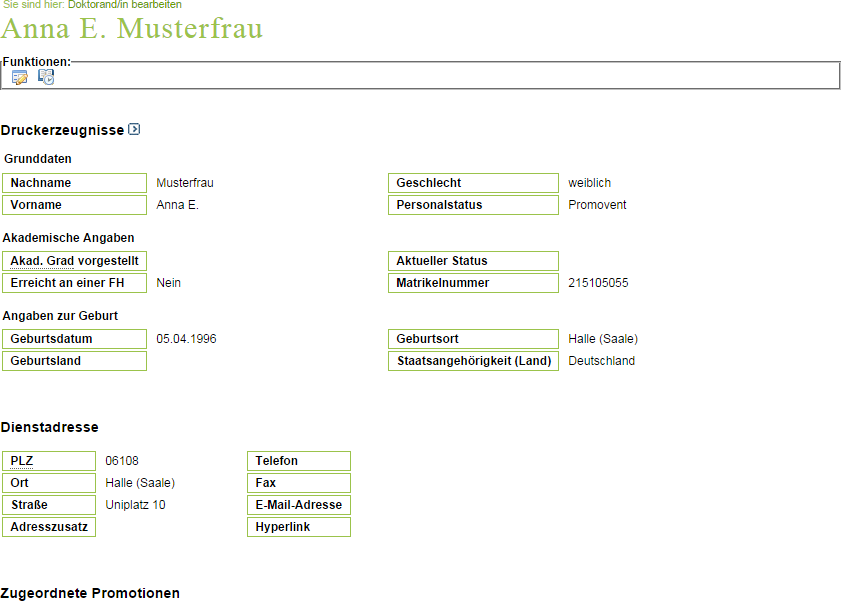 Sie sind hier: Doktorand/in bearbeiten
Anna E. Musterfrau
Funktionen:
Druckerzeugnisse
Grunddaten
Nachname Musterfrau Geschlecht weiblich
Vorname Anna E. Personalstatus Promovent
Akademische Angaben
Akad. Grad vorgestellt Aktueller Status
Erreicht an einer FH Nein Matrikelnummer 215105055
Angaben zur Geburt
Geburtsdatum 05.04.1996 Geburtsort Halle (Saale)
Geburtsland Staatsangehörigkeit (Land) Deutschland
Dienstadresse
PLZ 06108 Telefon
Ort Halle (Saale) Fax
Straße Uniplatz 10 E-Mail-Adresse
Adresszusatz Hyperlink
Zugeordnete Promotionen